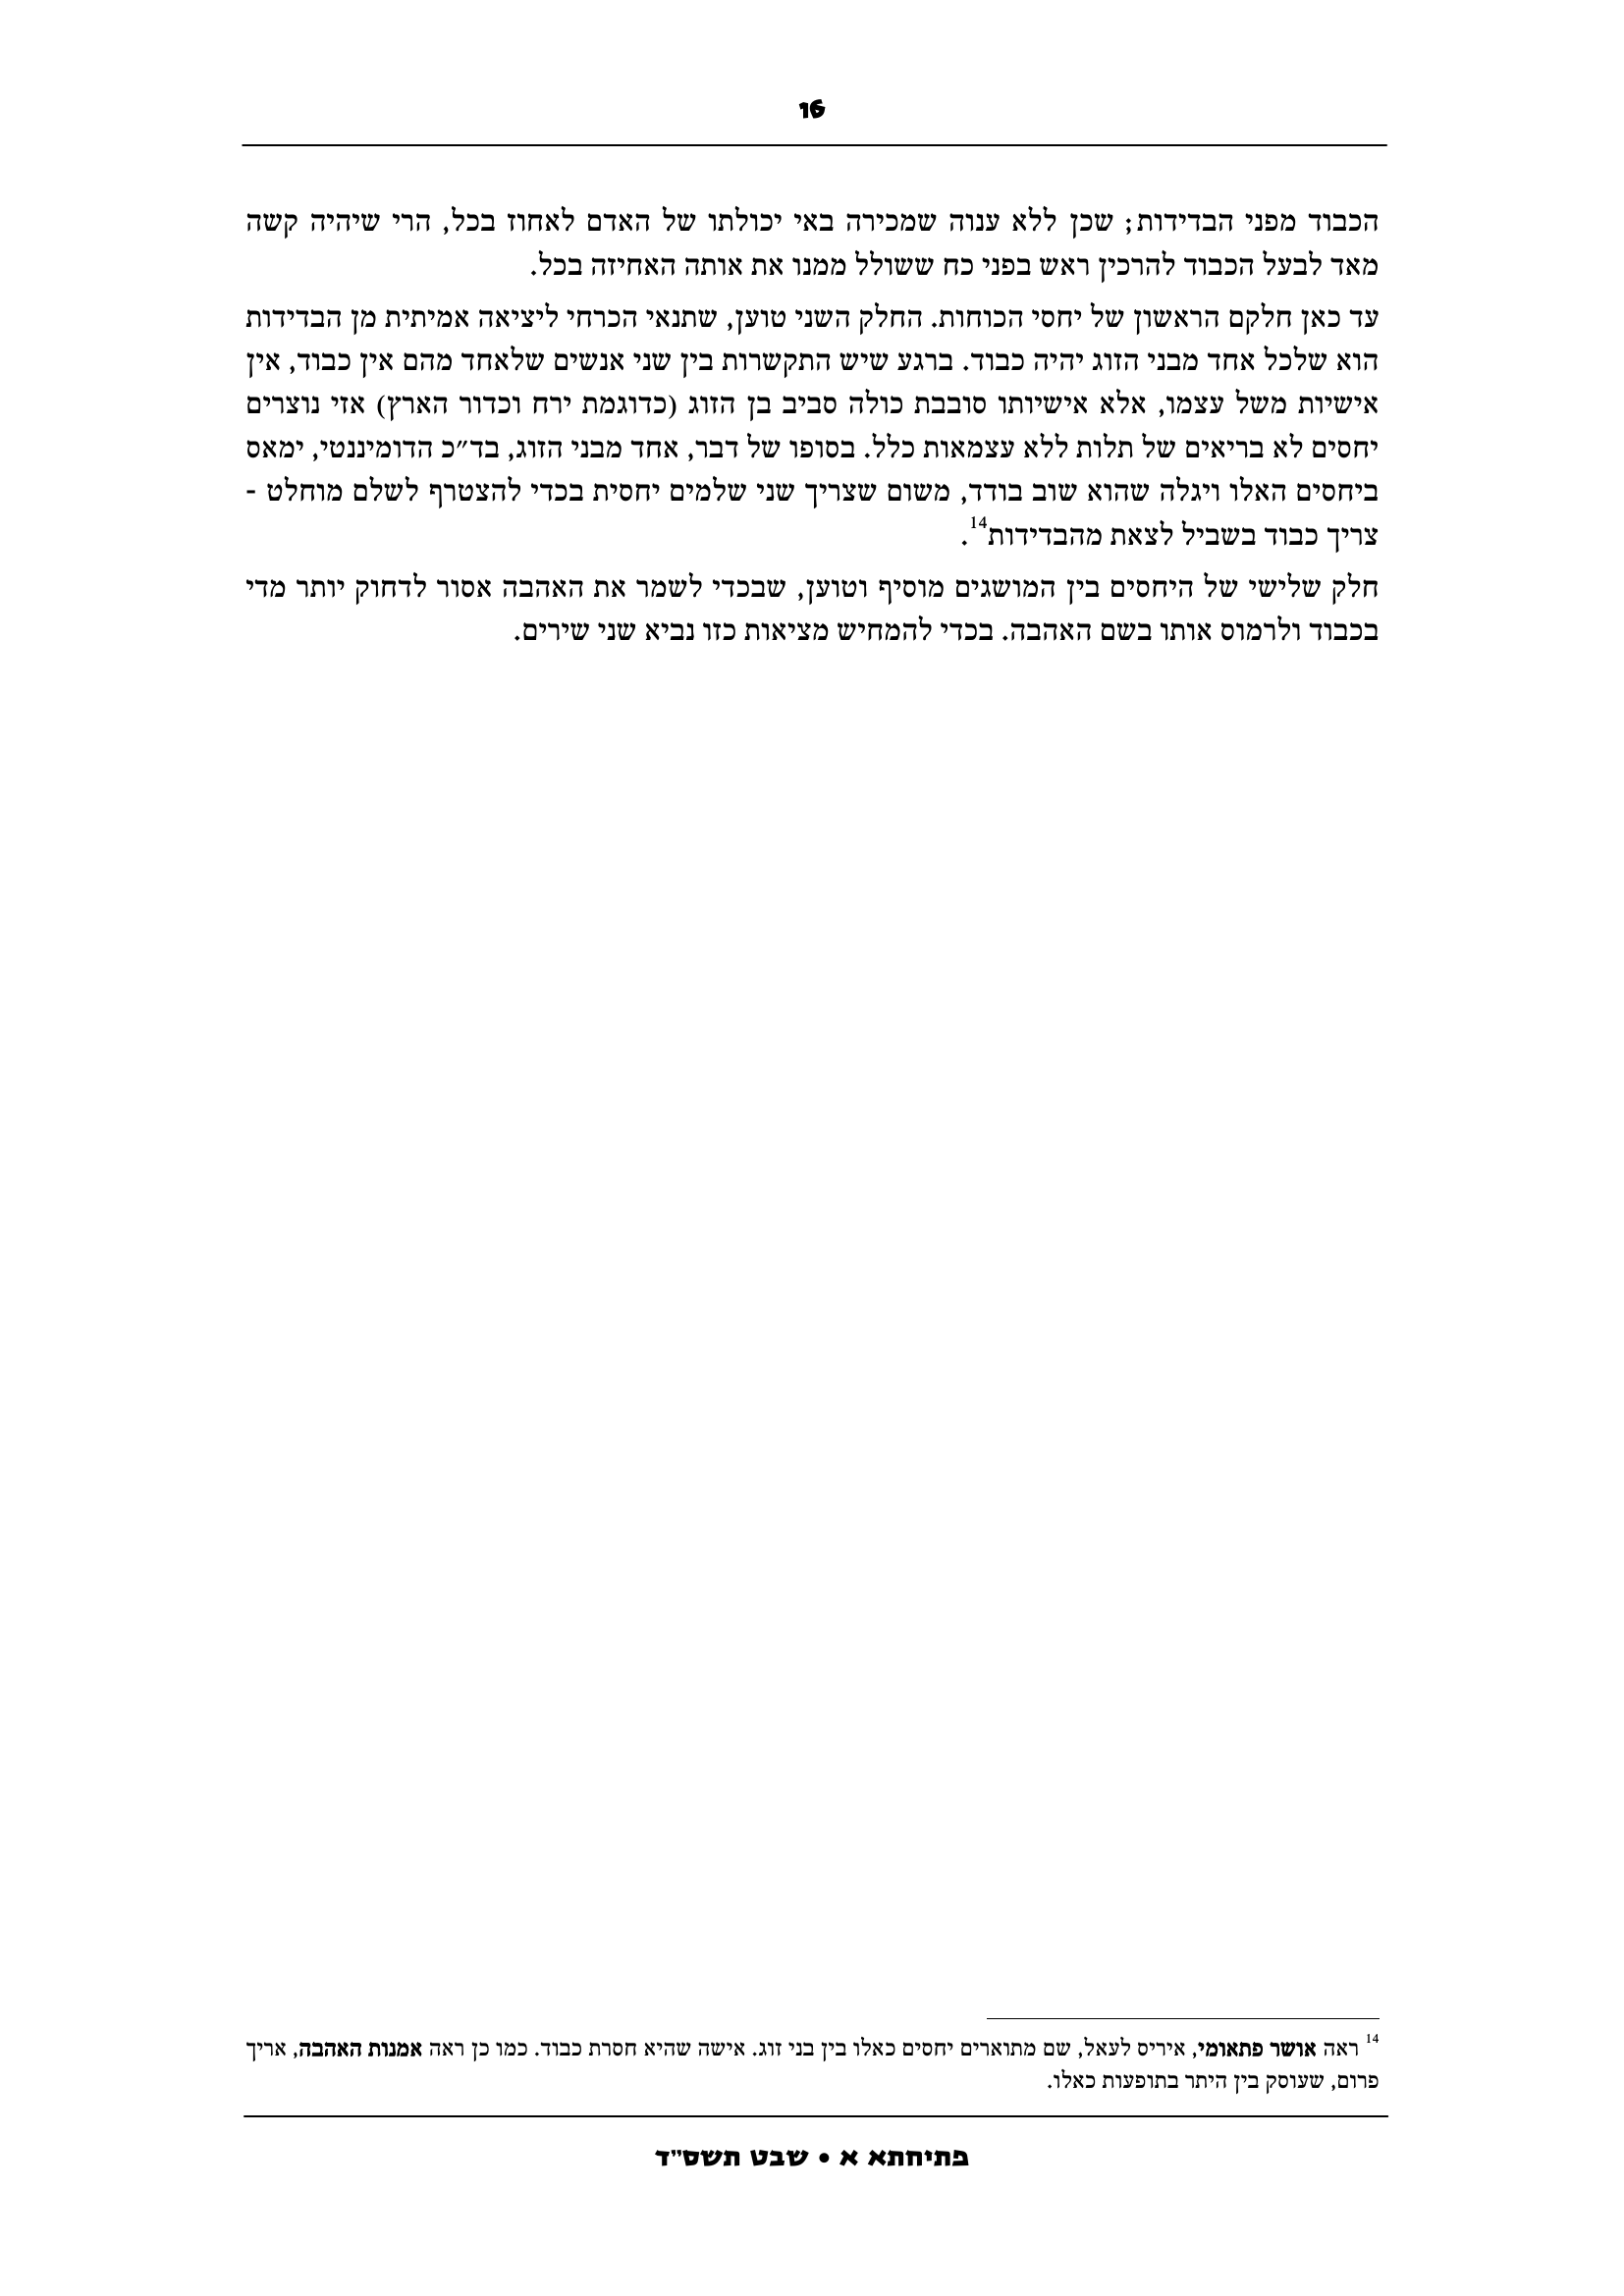 16
הכבוד מפני הבדידות; שכן ללא ענוה שמכירה באי יכולתו של האדם לאחוז בכל, הרי שיהיה קשה
מאד לבעל הכבוד להרכין ראש בפני כח ששולל ממנו את אותה האחיזה בכל.
עד כאן חלקם הראשון של יחסי הכוחות. החלק השני טוען, שתנאי הכרחי ליציאה אמיתית מן הבדידות
הוא שלכל אחד מבני הזוג יהיה כבוד. ברגע שיש התקשרות בין שני אנשים שלאחד מהם אין כבוד, אין
אישיות משל עצמו, אלא אישיותו סובבת כולה סביב בן הזוג (כדוגמת ירח וכדור הארץ) אזי נוצרים
יחסים לא בריאים של תלות ללא עצמאות כלל. בסופו של דבר, אחד מבני הזוג, בד״כ הדומיננטי, ימאס
ביחסים האלו ויגלה שהוא שוב בודד, משום שצריך שני שלמים יחסית בכדי להצטרף לשלם מוחלט -
צריך כבוד בשביל לצאת מהבדידות14.
חלק שלישי של היחסים בין המושגים מוסיף וטוען, שבכדי לשמר את האהבה אסור לדחוק יותר מדי
בכבוד ולרמוס אותו בשם האהבה. בכדי להמחיש מציאות כזו נביא שני שירים.
14 ראה אושר פתאומי, איריס לעאל, שם מתוארים יחסים כאלו בין בני זוג. אישה שהיא חסרת כבוד. כמו כן ראה אמנות האהבה, אריך
פרום, שעוסק בין היתר בתופעות כאלו.
פתיחתא א • שבט תשס״ד